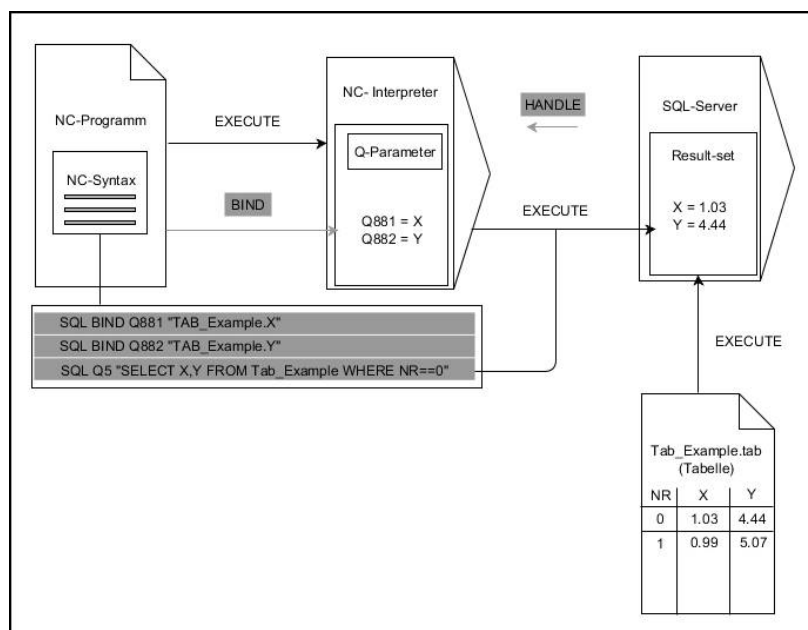 NC-Programm
NC-Syntax
EXECUTE
BIND
NC- Interpreter
Q-Parameter
Q881 = X
Q882 = Y
HANDLE
EXECUTE
SQL-Server
Result-set
X = 1.03
Y = 4.44
SQL BIND Q881 "TAB_Example.X"
SQL BIND Q882 "TAB_Example.Y"
SQL Q5 "SELECT X,Y FROM Tab_Example WHERE NR==0"
EXECUTE
Tab_Example.tab
(Tabelle)
NR X Y
0 1.03 4.44
1 0.99 5.07